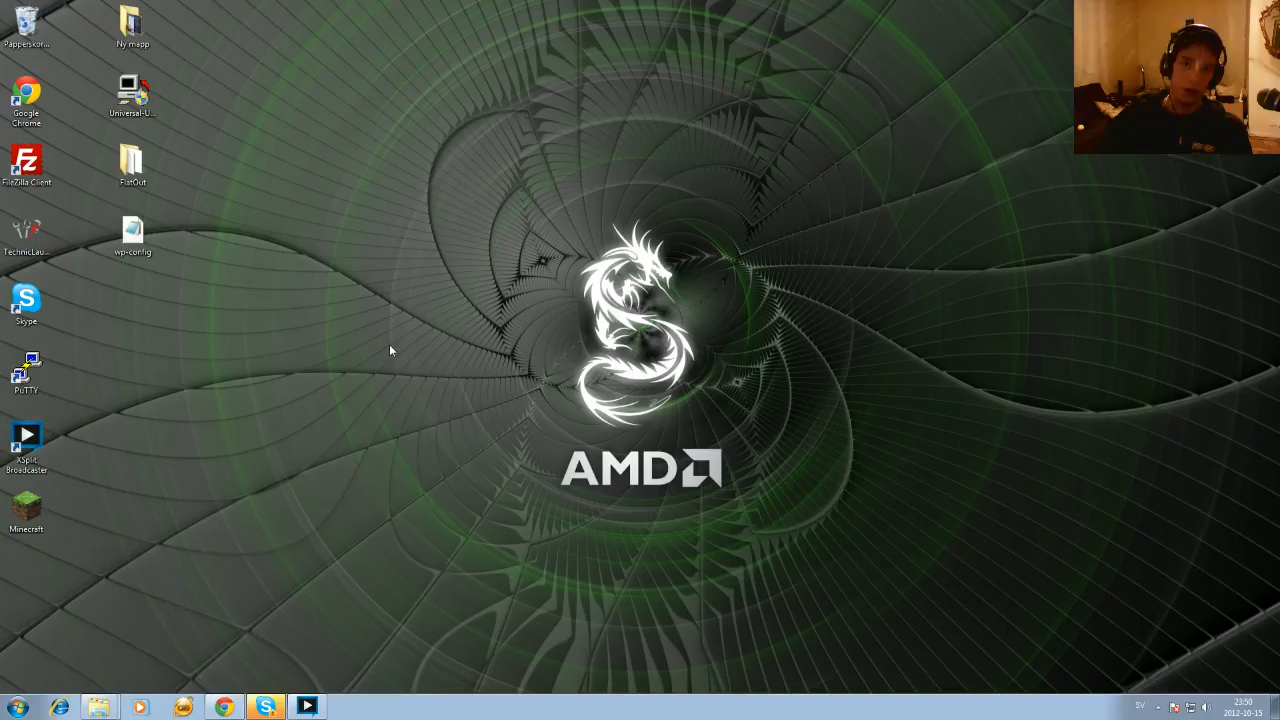 Papperskor...
Ny mapp
Google
Chrome
Universal-U...
FileZilla Client
FlatOut
TechnicLau...
wp-config
Skype
PuTTY
XSplit
Broadcaster
Minecraft
AMD
SV
23:50
2012-10-15